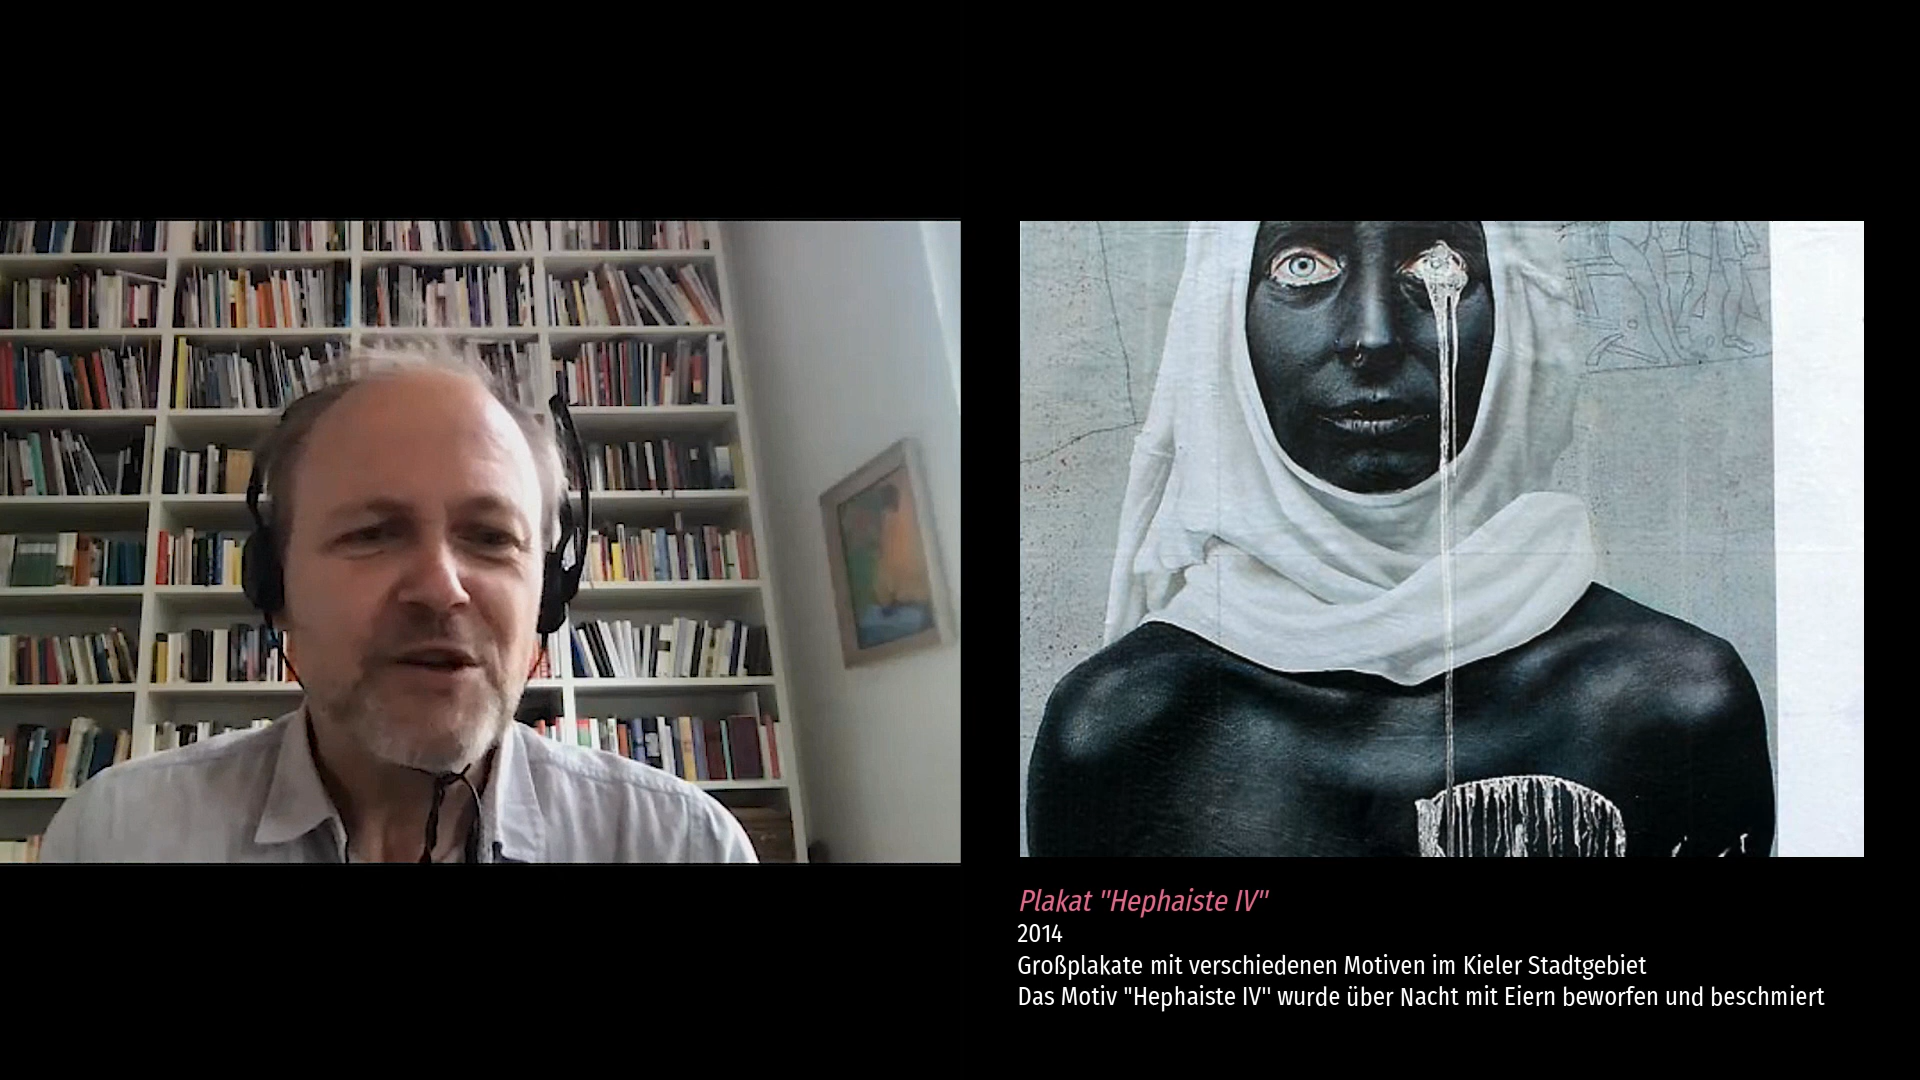 Plakat "Hephaiste IV"
2014
Großplakate mit verschiedenen Motiven im Kieler Stadtgebiet
Das Motiv "Hephaiste IV" wurde über Nacht mit Eiern beworfen und beschmiert